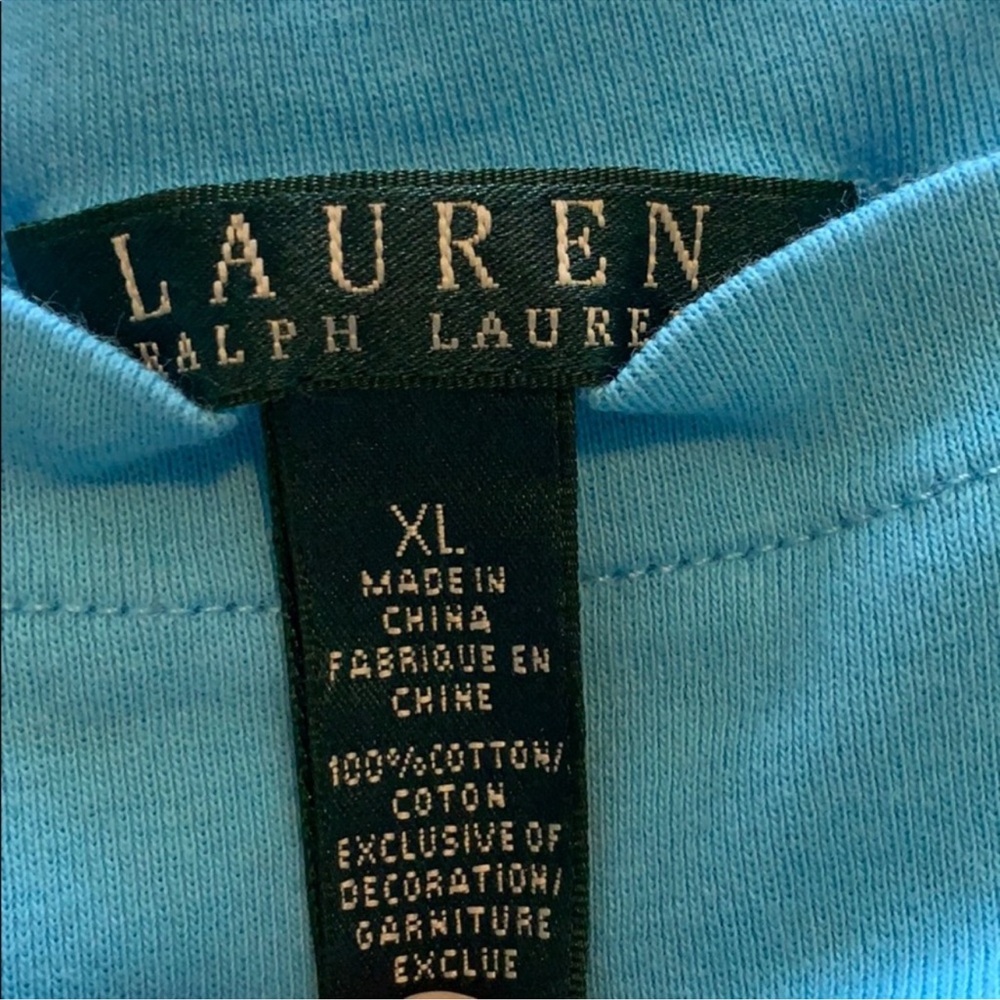 LAUREN
RALPH LAUREN
XL
MADE IN
CHINA
FABRIQUE EN
CHINE
100% COTTON/
COTON
EXCLUSIVE OF
DECORATION/
GARNITURE
EXCLUE